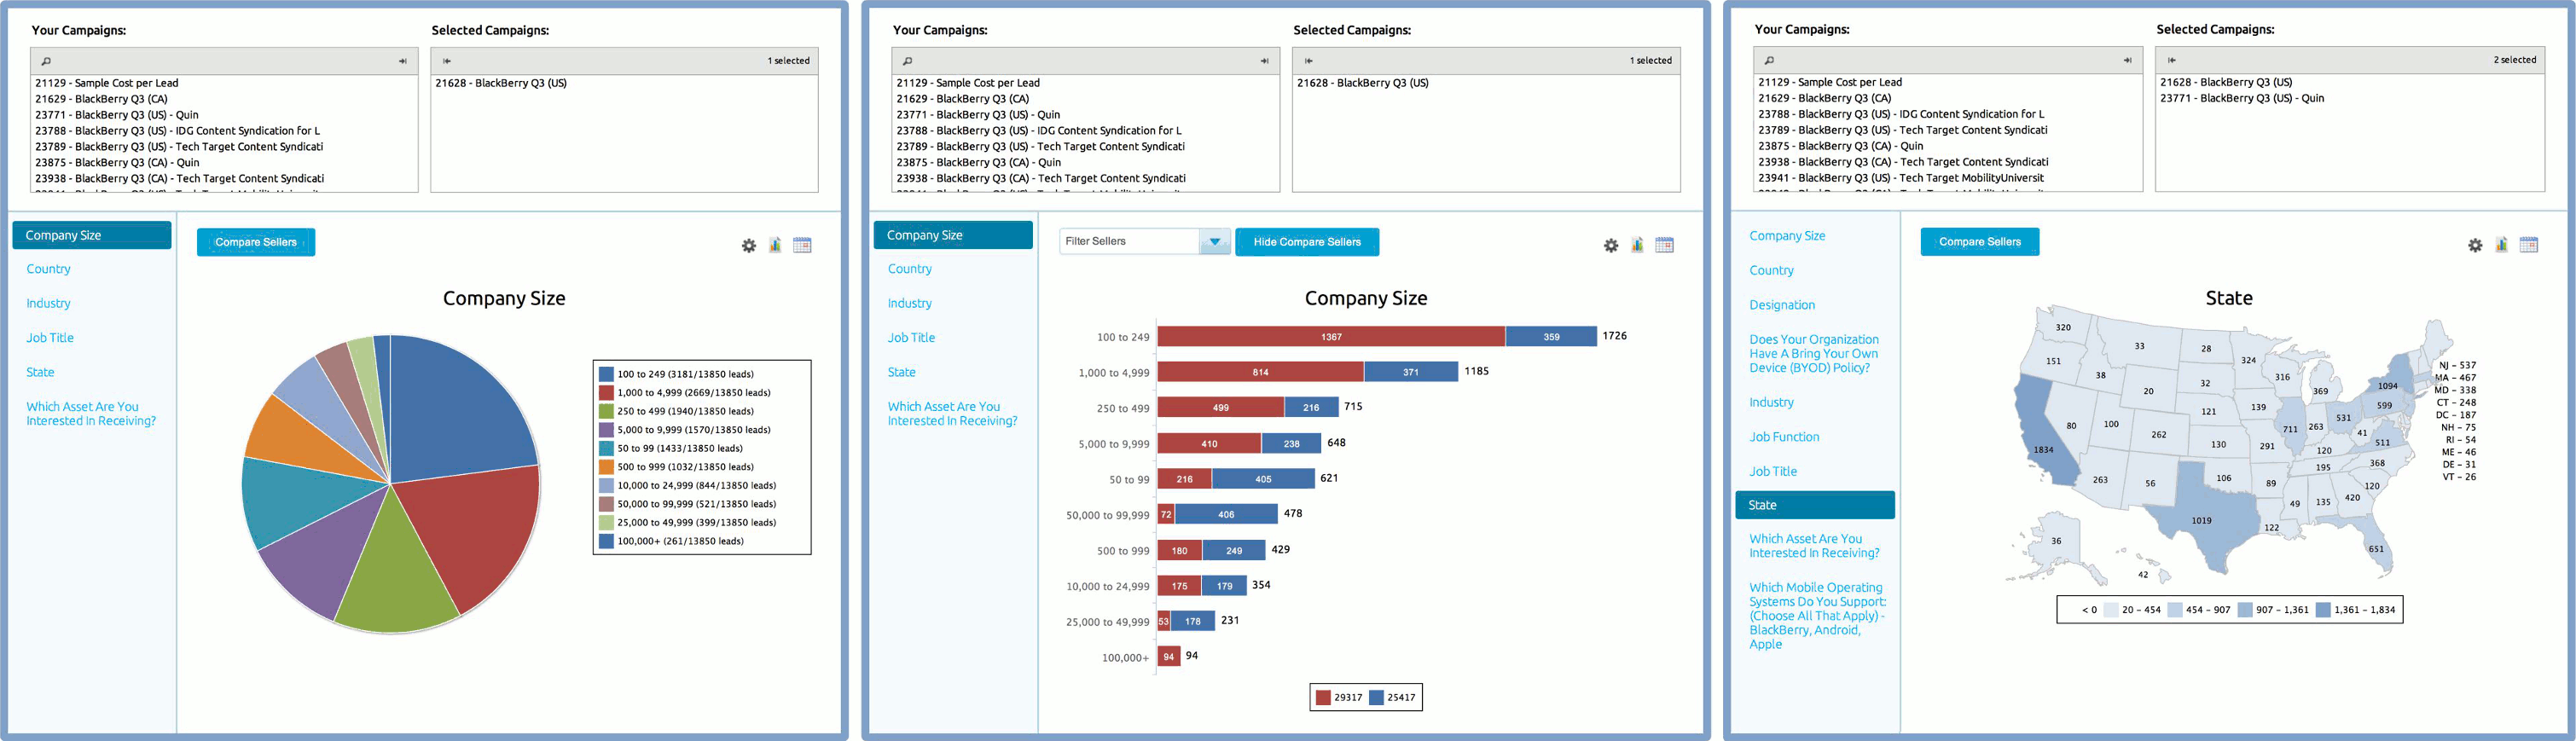 Your Campaigns:
Selected Campaigns:
1 selected
21129 - Sample Cost per Lead
21629 - BlackBerry Q3 (CA)
23771 - BlackBerry Q3 (US) - Quin
23788 - BlackBerry Q3 (US) - IDG Content Syndication for L
23789 - BlackBerry Q3 (US) - Tech Target Content Syndicati
23875 - BlackBerry Q3 (CA) - Quin
23938 - BlackBerry Q3 (CA) - Tech Target Content Syndicati
21628 - BlackBerry Q3 (US)
Company Size
Country
Industry
Job Title
State
Which Asset Are You
Interested In Receiving?
Compare Sellers
Company Size
100 to 249 (3181/13850 leads)
1,000 to 4,999 (2669/13850 leads)
250 to 499 (1940/13850 leads)
5,000 to 9,999 (1570/13850 leads)
50 to 99 (1433/13850 leads)
500 to 999 (1032/13850 leads)
10,000 to 24,999 (844/13850 leads)
50,000 to 99,999 (521/13850 leads)
25,000 to 49,999 (399/13850 leads)
100,000+ (261/13850 leads)
Your Campaigns:
Selected Campaigns:
1 selected
21129 - Sample Cost per Lead
21629 - BlackBerry Q3 (CA)
23771 - BlackBerry Q3 (US) - Quin
23788 - BlackBerry Q3 (US) - IDG Content Syndication for L
23789 - BlackBerry Q3 (US) - Tech Target Content Syndicati
23875 - BlackBerry Q3 (CA) - Quin
23938 - BlackBerry Q3 (CA) - Tech Target Content Syndicati
21628 - BlackBerry Q3 (US)
Company Size
Country
Industry
Job Title
State
Which Asset Are You
Interested In Receiving?
Filter Sellers
Hide Compare Sellers
Company Size
100 to 249 1367 359 1726
1,000 to 4,999 814 371 1185
250 to 499 499 216 715
5,000 to 9,999 410 238 648
50 to 99 216 405 621
50,000 to 99,999 72 406 478
500 to 999 180 249 429
10,000 to 24,999 175 179 354
25,000 to 49,999 53 178 231
100,000+ 94 94
29317 25417
Your Campaigns:
Selected Campaigns:
2 selected
21129 - Sample Cost per Lead
21629 - BlackBerry Q3 (CA)
23788 - BlackBerry Q3 (US) - IDG Content Syndication for L
23789 - BlackBerry Q3 (US) - Tech Target Content Syndicati
23875 - BlackBerry Q3 (CA) - Quin
23938 - BlackBerry Q3 (CA) - Tech Target Content Syndicati
23941 - BlackBerry Q3 (US) - Tech Target MobilityUniversit
21628 - BlackBerry Q3 (US)
23771 - BlackBerry Q3 (US) - Quin
Company Size
Country
Designation
Does Your Organization
Have A Bring Your Own
Device (BYOD) Policy?
Industry
Job Function
Job Title
State
Which Asset Are You
Interested In Receiving?
Which Mobile Operating
Systems Do You Support:
(Choose All That Apply) -
BlackBerry, Android,
Apple
Compare Sellers
State
320
33
28
324
151
38
20
32
316
369
1094
1834
80
100
262
121
139
711
263
531
599
41
511
130
291
120
368
263
56
106
89
195
120
49
135
420
1019
122
651
36
42
NJ - 537
MA - 467
MD - 338
CT - 248
DC - 187
NH - 75
RI - 54
ME - 46
DE - 31
VT - 26
< 0 20 - 454 454 - 907 907 - 1,361 1,361 - 1,834